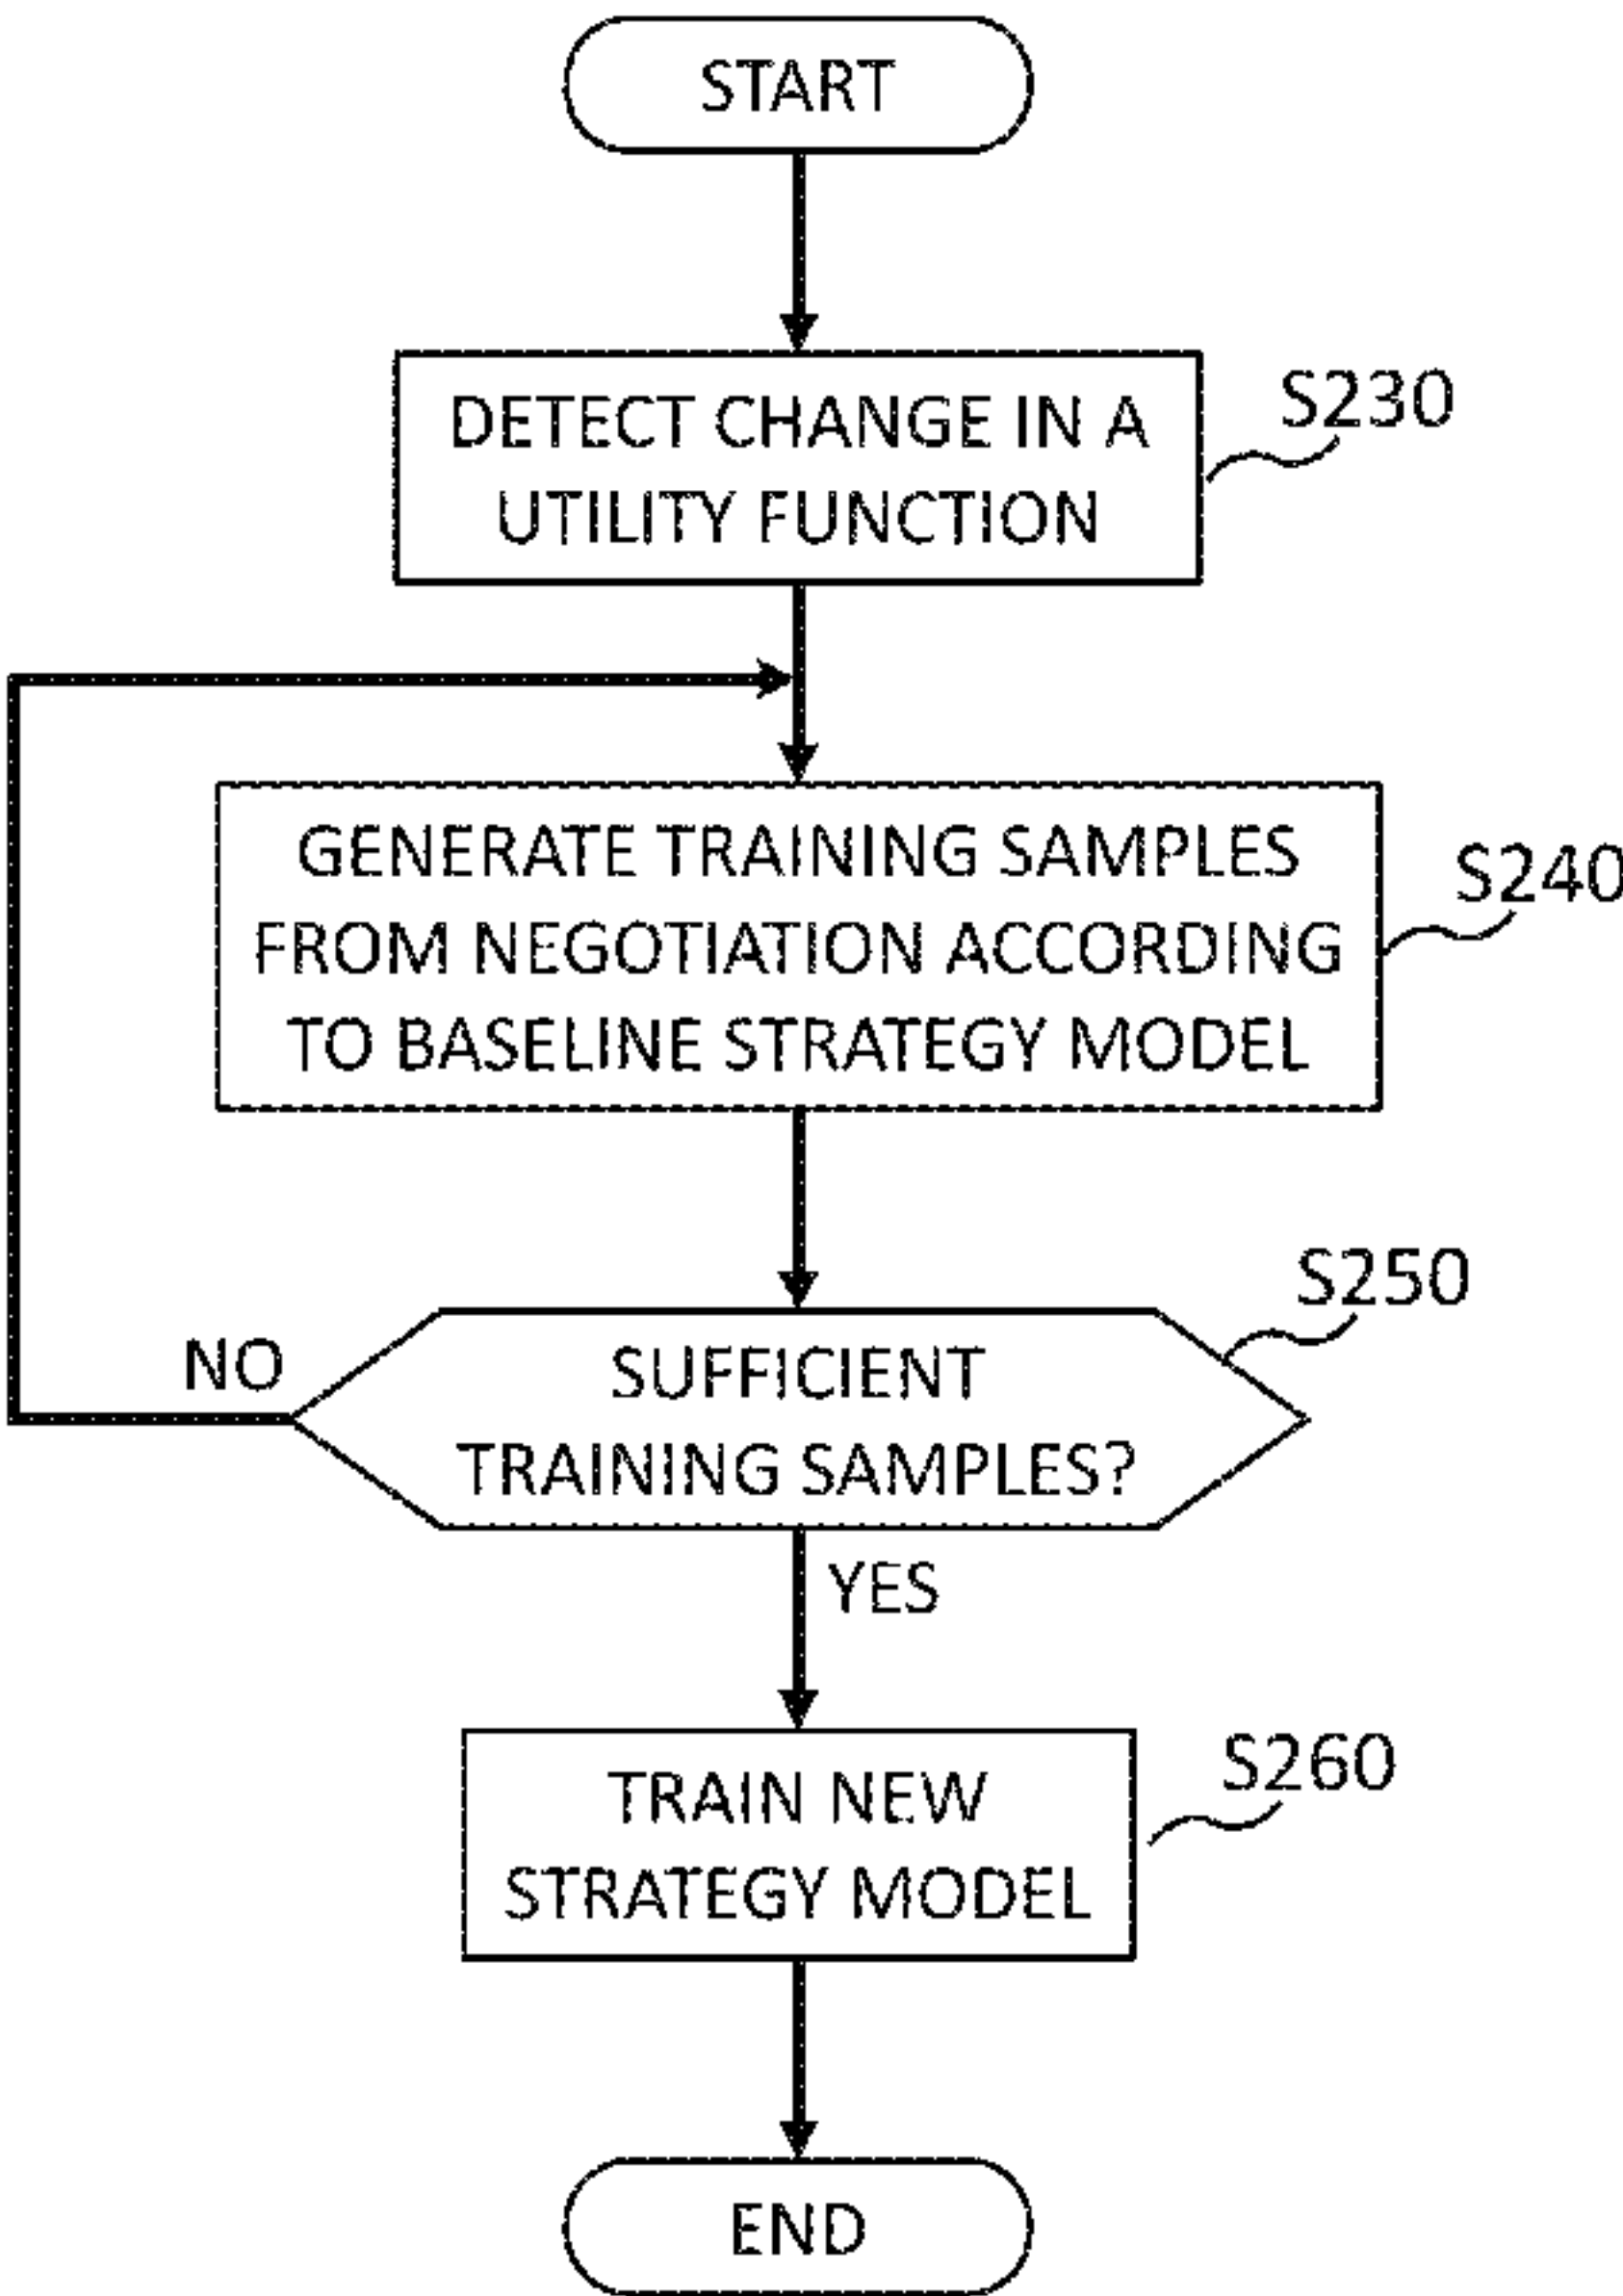 START
DETECT CHANGE IN A
UTILITY FUNCTION
S230
GENERATE TRAINING SAMPLES
FROM NEGOTIATION ACCORDING
TO BASELINE STRATEGY MODEL
S240
SUFFICIENT
TRAINING SAMPLES?
S250
NO
YES
TRAIN NEW
STRATEGY MODEL
S260
END